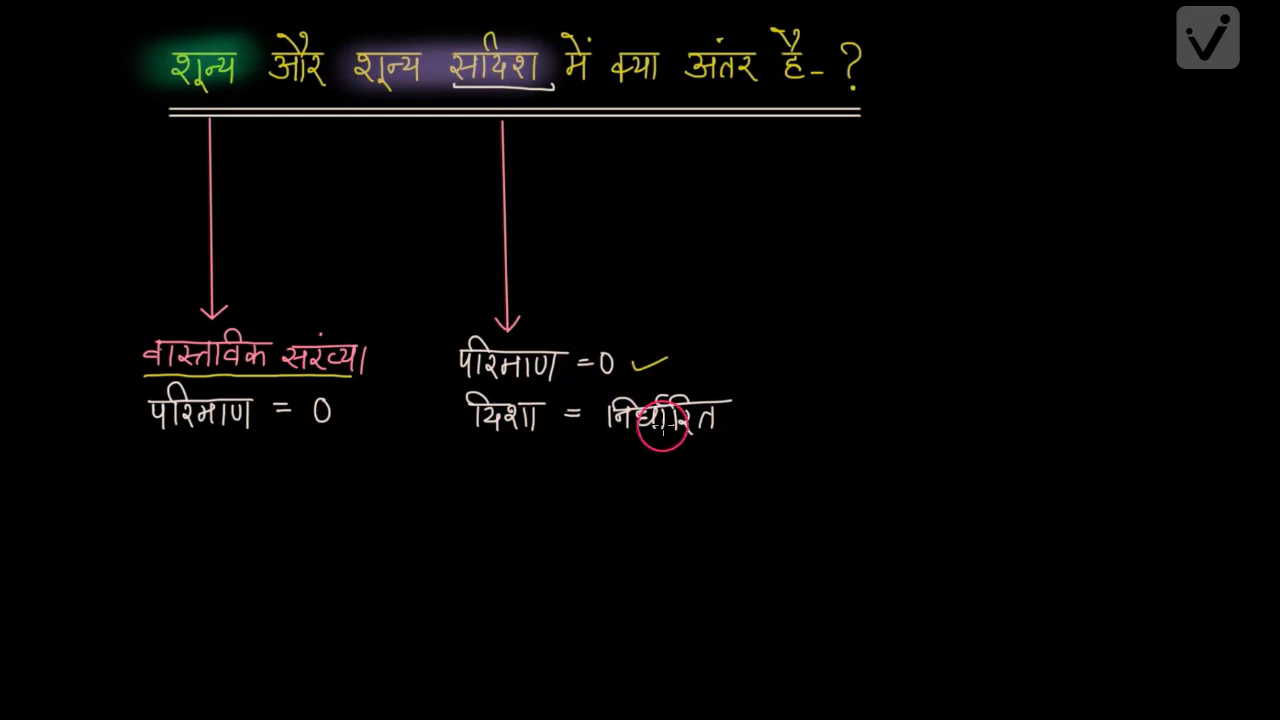 शून्य और शून्य सदिश में क्या अंतर है- ?
वास्तविक संख्या
परिमाण = 0
परिमाण = 0 ✓
दिशा = निर्धारित